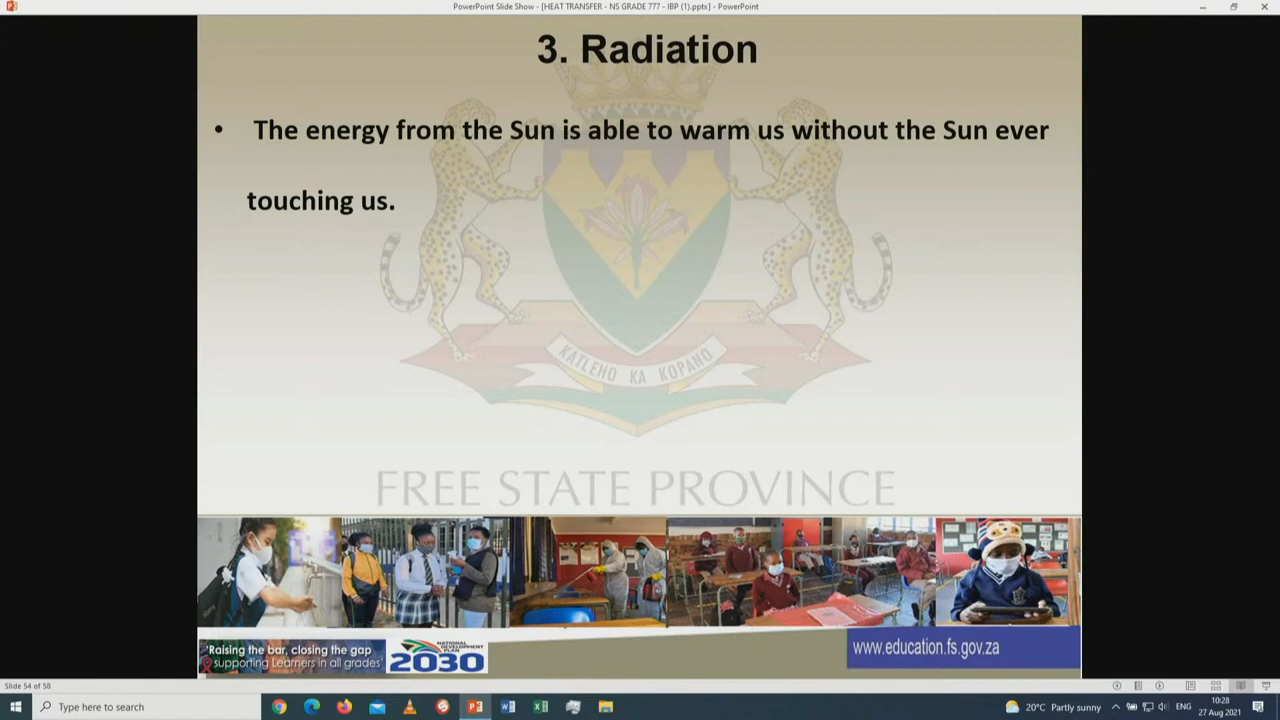 PowerPoint Slide Show - [HEAT TRANSFER - NS GRADE 777 - IBP (1).pptx] - PowerPoint
3. Radiation
• The energy from the Sun is able to warm us without the Sun ever
touching us.
KATLEHO KA KOPANO
FREE STATE PROVINCE
Raising the bar, closing the gap
supporting Learners in all grades'
NATIONAL
DEVELOPMENT
PLAN
2030
www.education.fs.gov.za
Slide 54 of 58
Type here to search
20°C Partly sunny
ENG
10:28
27 Aug 2021